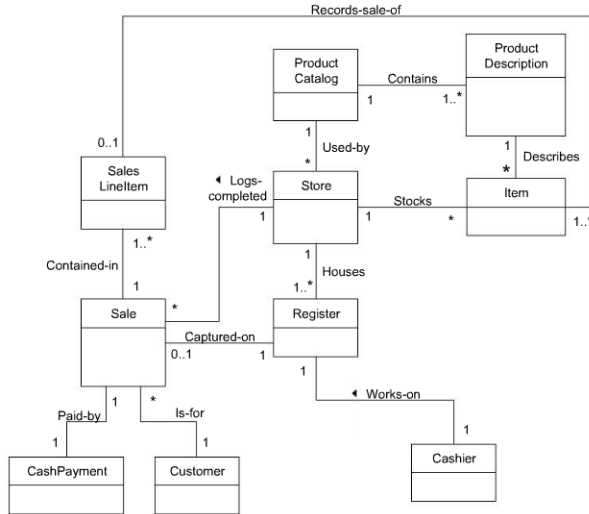 Records-sale-of
Product
Catalog
Contains
1
1..*
Product
Description
1
Used-by
*
1
Describes
*
0..1
Sales
LineItem
Logs-
completed
1
Store
1
Stocks
*
Item
1..*
1..*
Contained-in
1
1
Houses
1..*
*
Sale
Captured-on
0..1
1
Register
1
Paid-by
1
*
Is-for
1
1
Works-on
1
CashPayment
Customer
Cashier